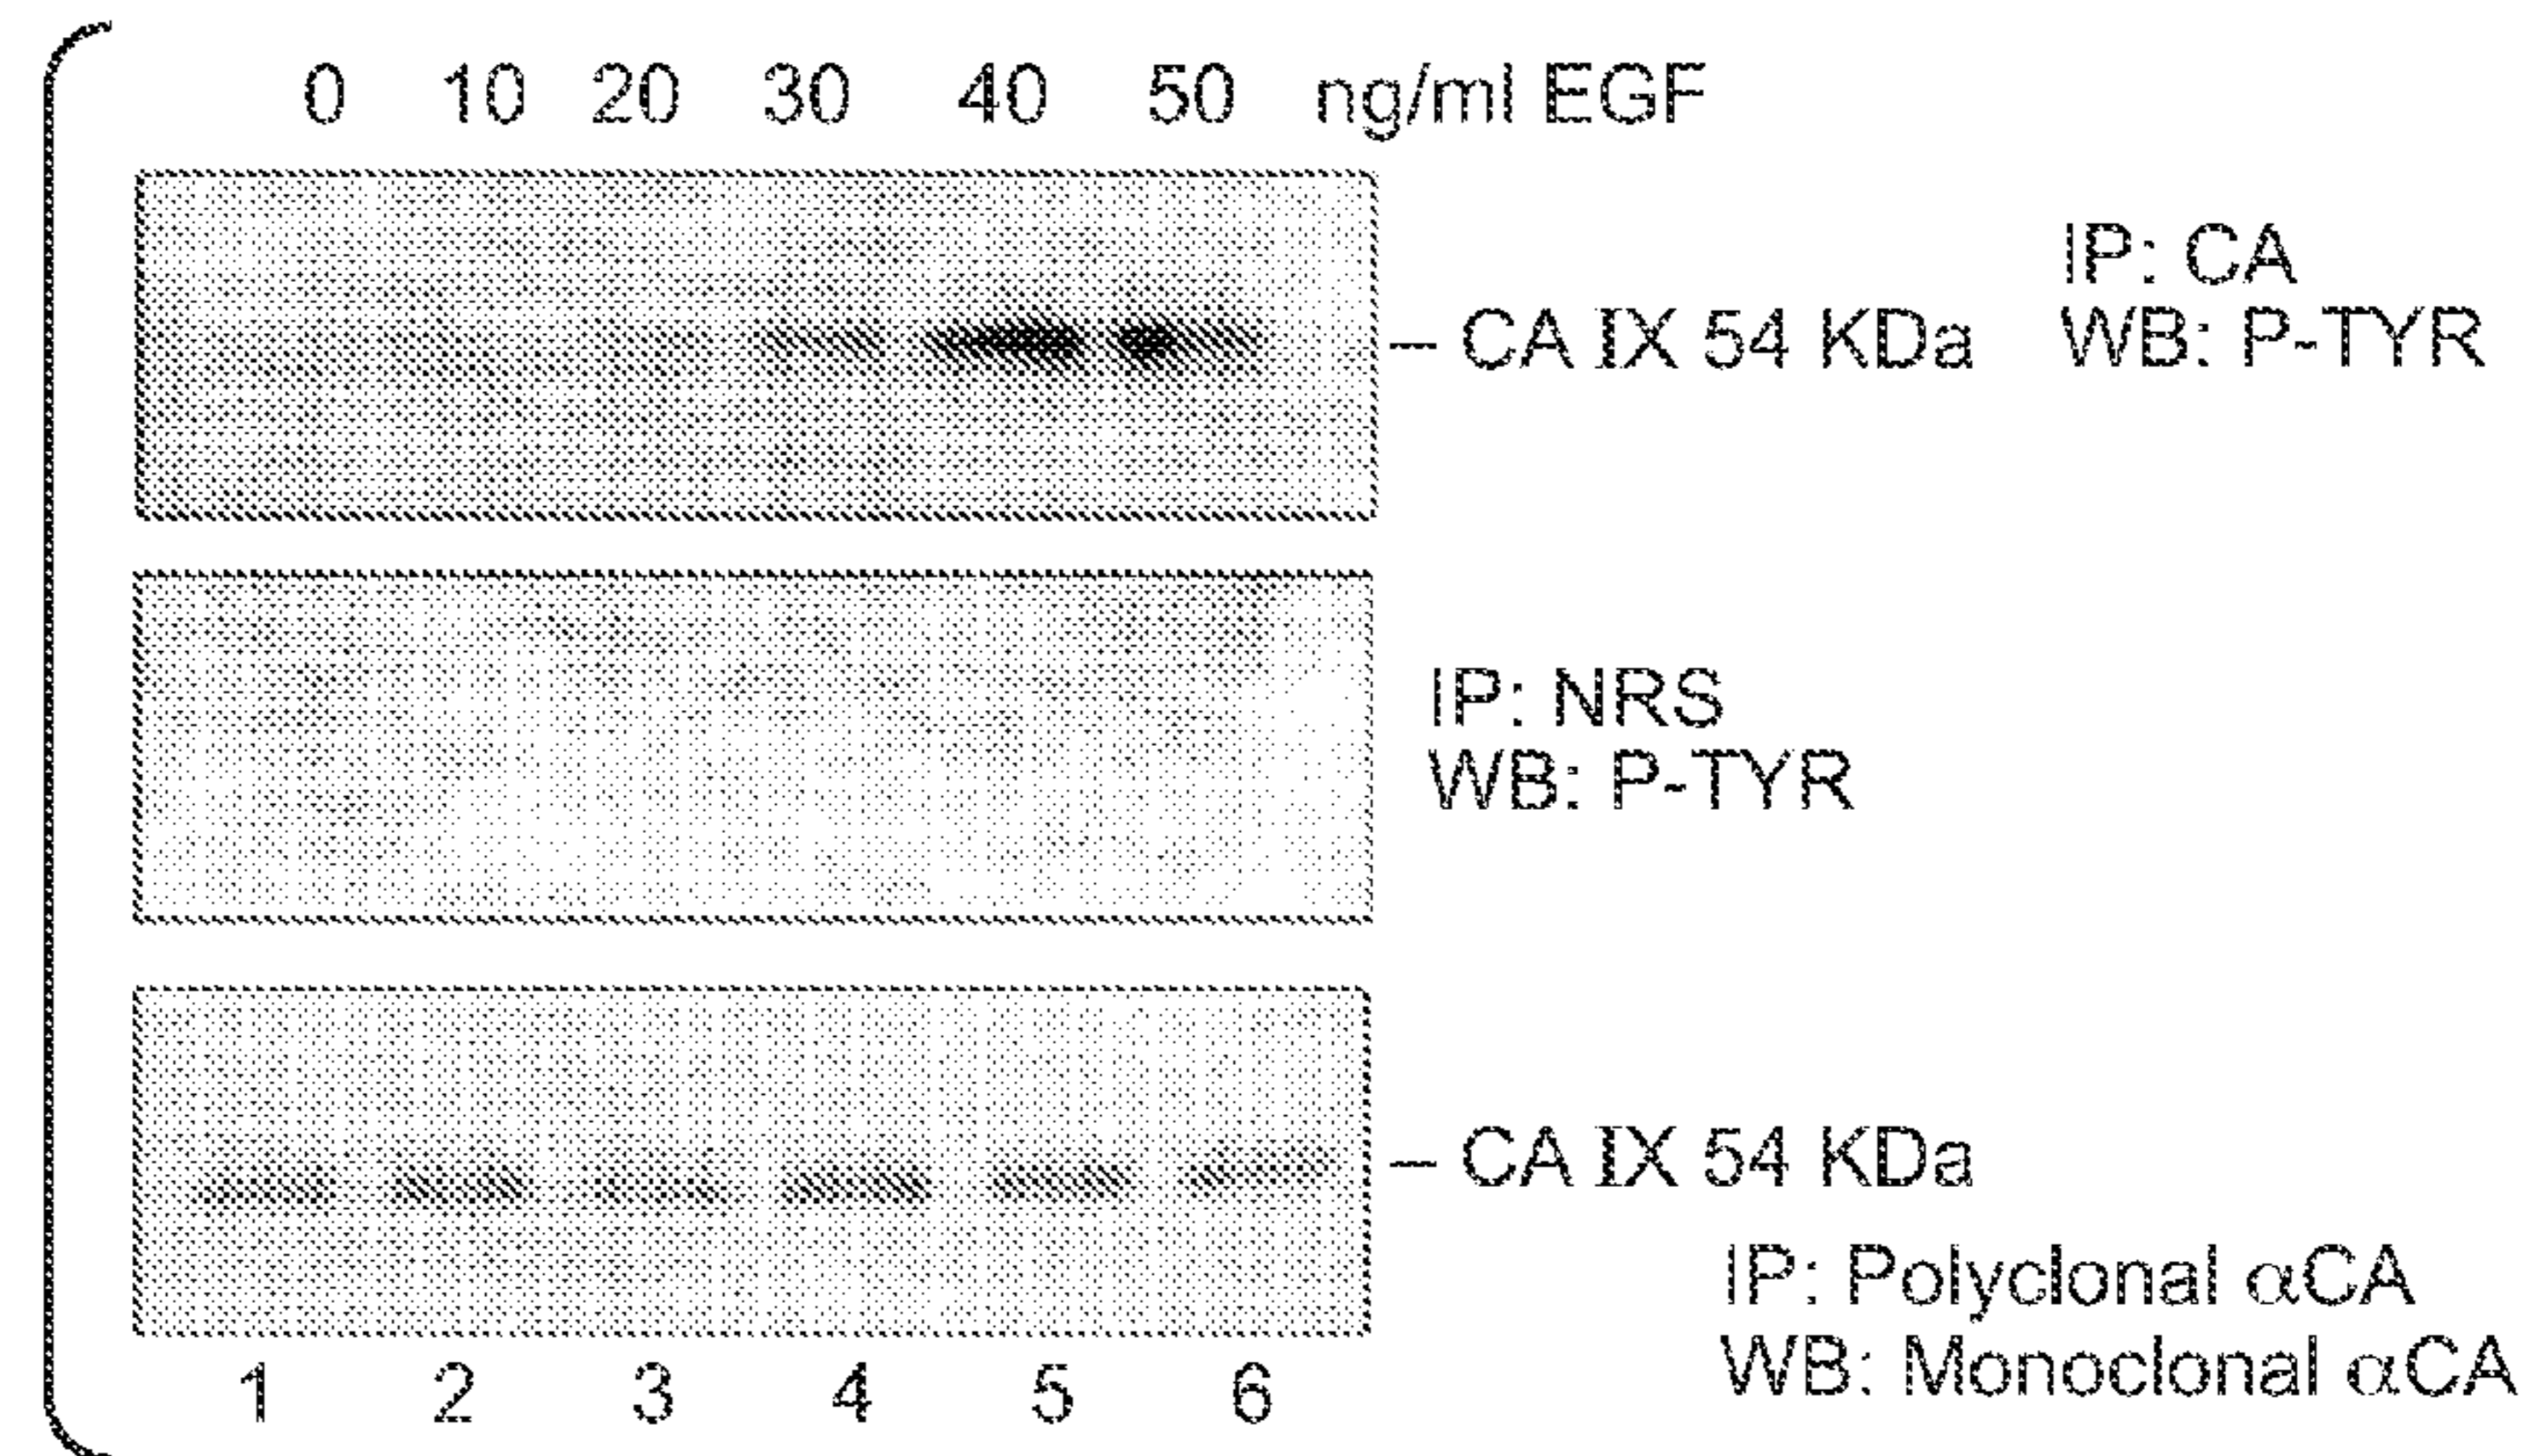 0 10 20 30 40 50 ng/ml EGF
– CA IX 54 KDa
IP: CA
WB: P-TYR
IP: NRS
WB: P-TYR
– CA IX 54 KDa
IP: Polyclonal αCA
WB: Monoclonal αCA
1 2 3 4 5 6